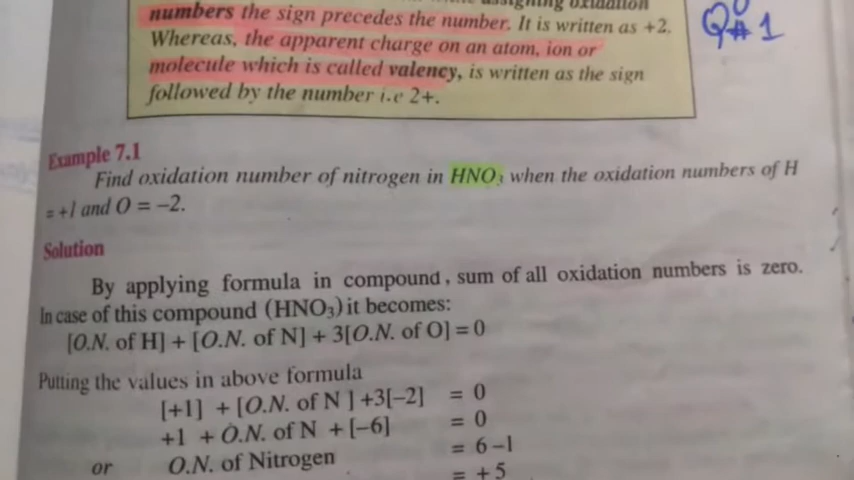 assigning oxidation
numbers the sign precedes the number. It is written as +2.
Whereas, the apparent charge on an atom, ion or
molecule which is called valency, is written as the sign
followed by the number i.e 2+.
Q# 1
Example 7.1
Find oxidation number of nitrogen in HNO₃ when the oxidation numbers of H
= +1 and O = –2.
Solution
By applying formula in compound, sum of all oxidation numbers is zero.
In case of this compound (HNO₃) it becomes:
[O.N. of H] + [O.N. of N] + 3[O.N. of O] = 0
Putting the values in above formula
[+1] + [O.N. of N ] +3[–2] = 0
+1 + O.N. of N + [–6] = 0
or O.N. of Nitrogen = 6 –1
= +5